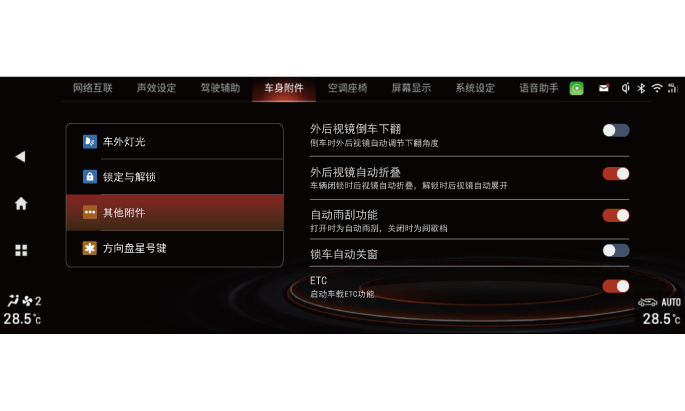 网络互联 声效设定 驾驶辅助 车身附件 空调座椅 屏幕显示 系统设定 语音助手
4G
车外灯光
锁定与解锁
其他附件
方向盘星号键
外后视镜倒车下翻
倒车时外后视镜自动调节下翻角度
外后视镜自动折叠
车辆闭锁时后视镜自动折叠，解锁时后视镜自动展开
自动雨刮功能
打开时为自动雨刮，关闭时为间歇档
锁车自动关窗
ETC
启动车载ETC功能
2
28.5°C
AUTO
28.5°C